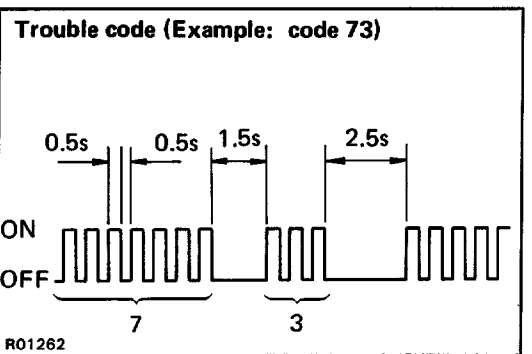 Trouble code (Example: code 73)
0.5s 0.5s 1.5s 2.5s
ON
OFF
7 3
R01262